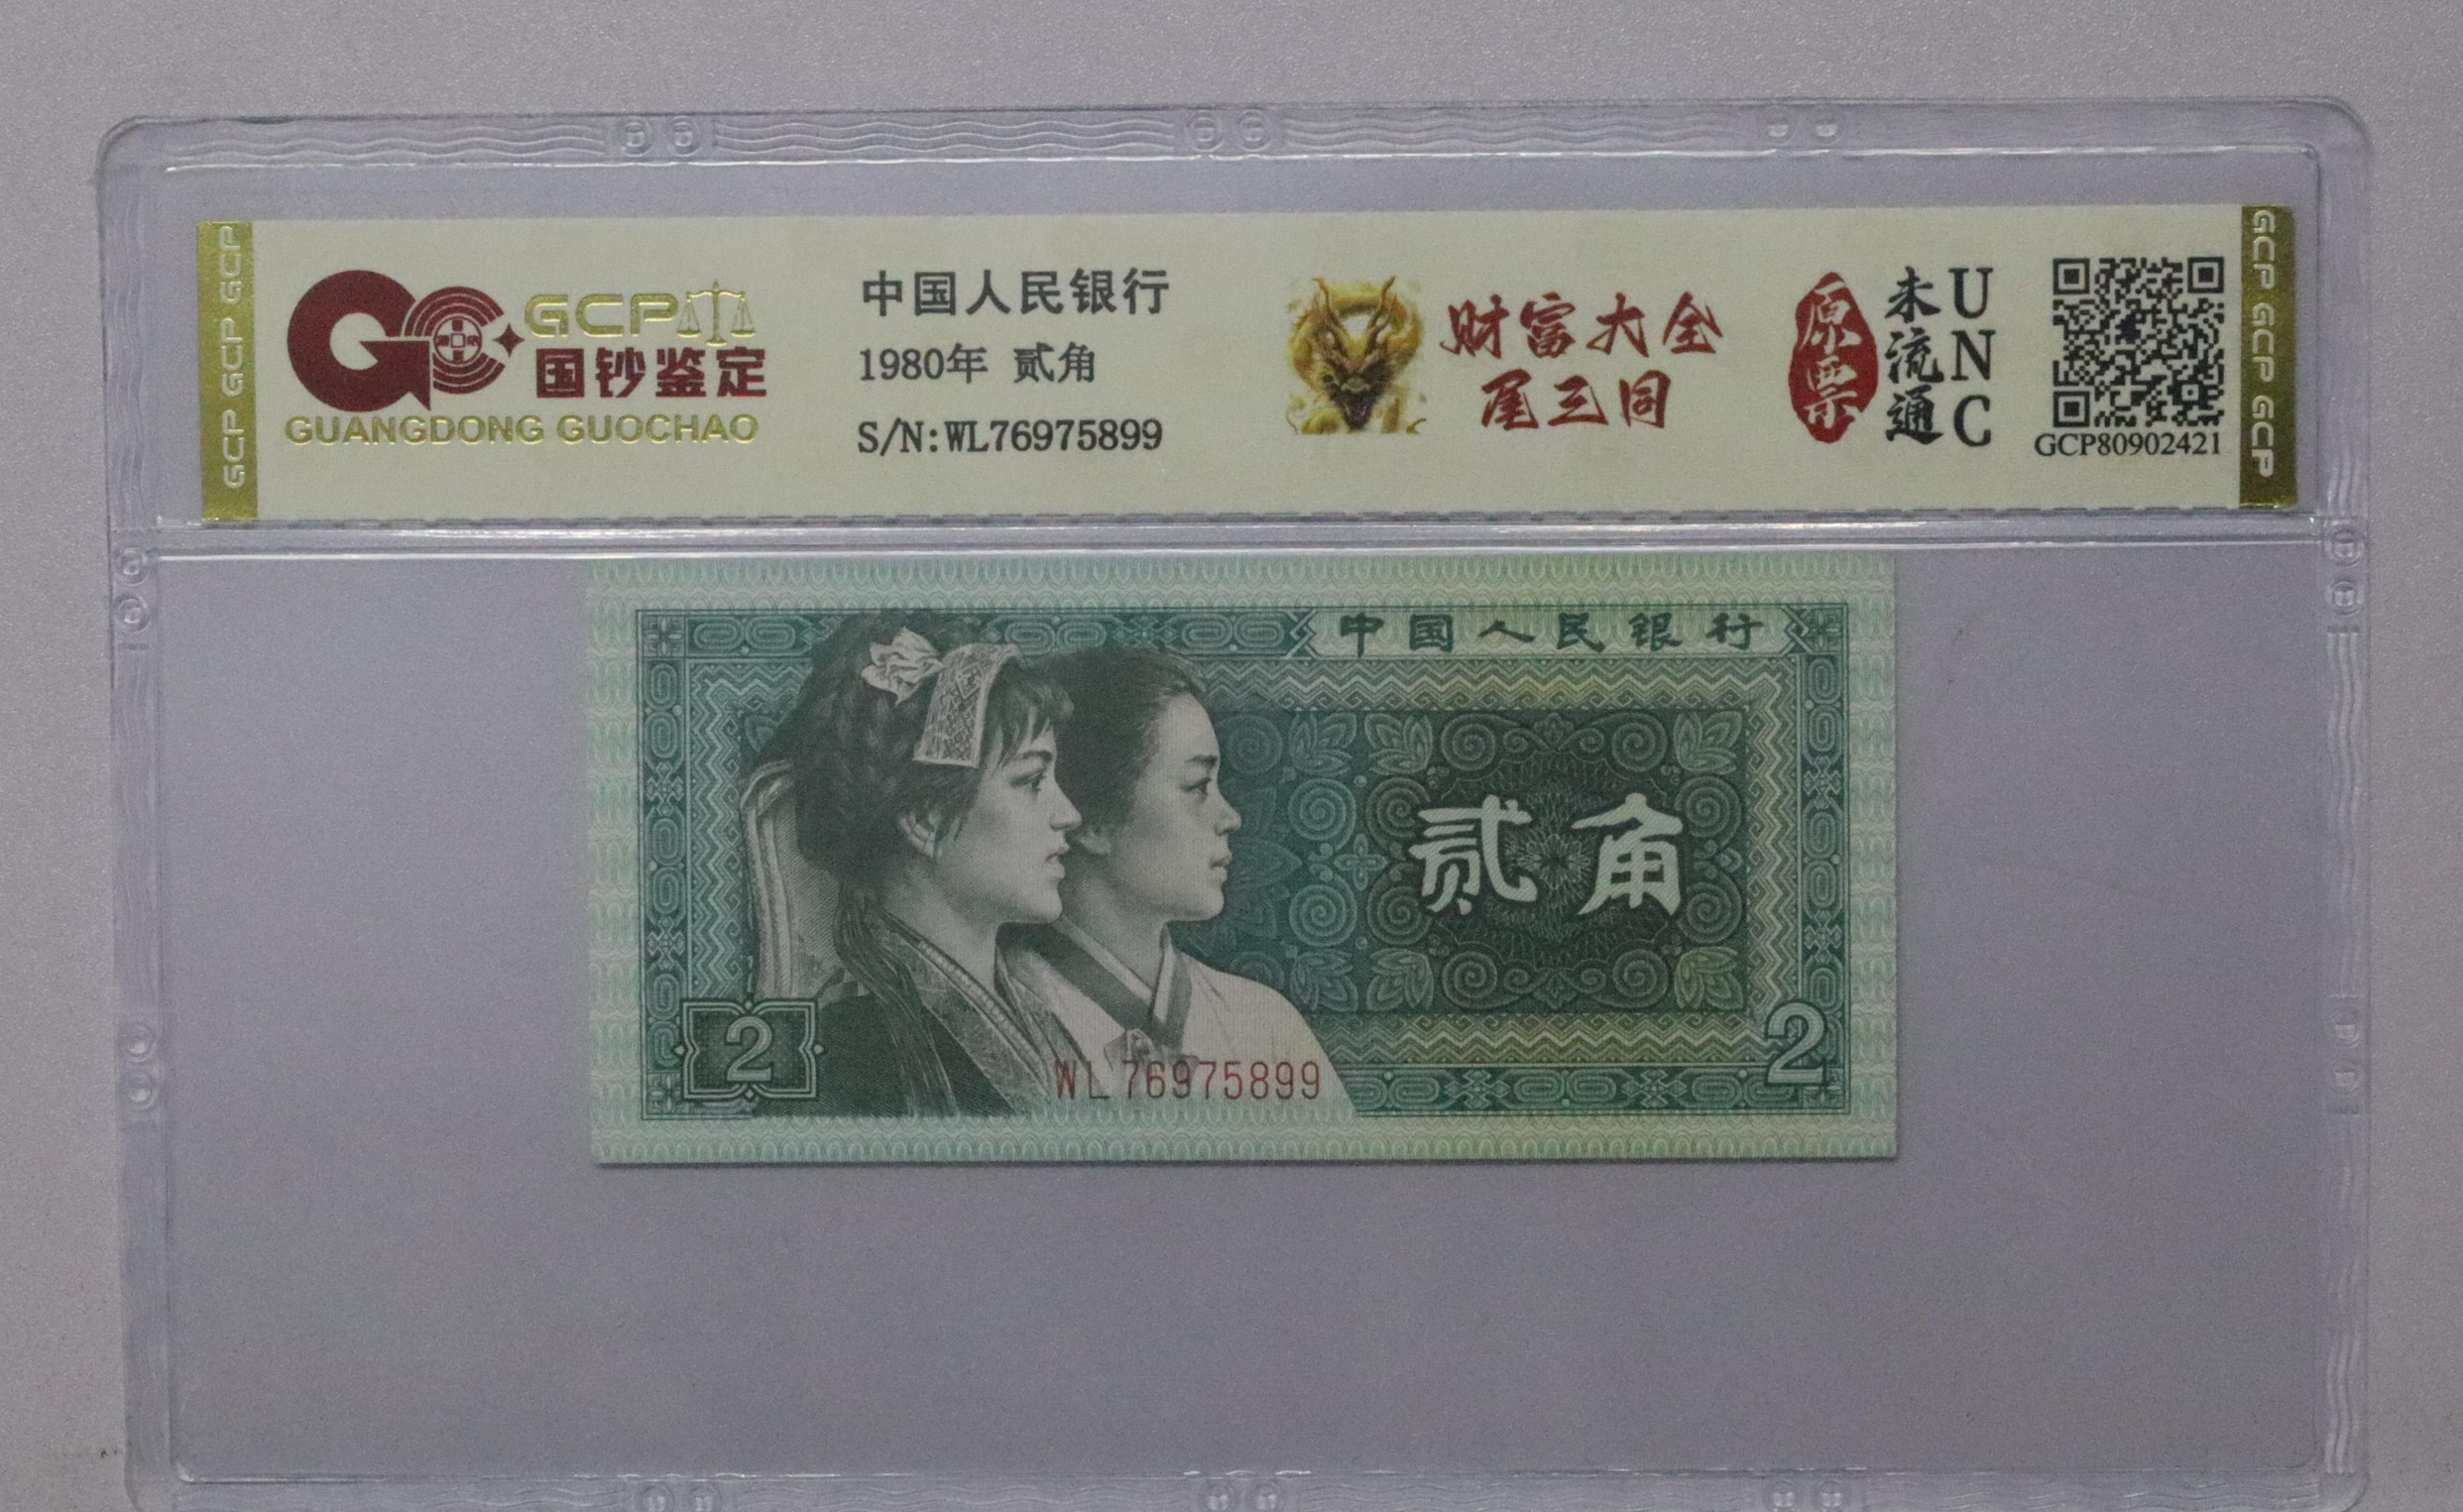 GCP GCP GCP
GCP
国钞鉴定
GUANGDONG GUOCHAO
中国人民银行
1980年 贰角
S/N:WL76975899
财富大全
尾三同
原票
未流通
UNC
GCP80902421
GCP GCP GCP
中国人民银行
贰角
2
WL76975899
2